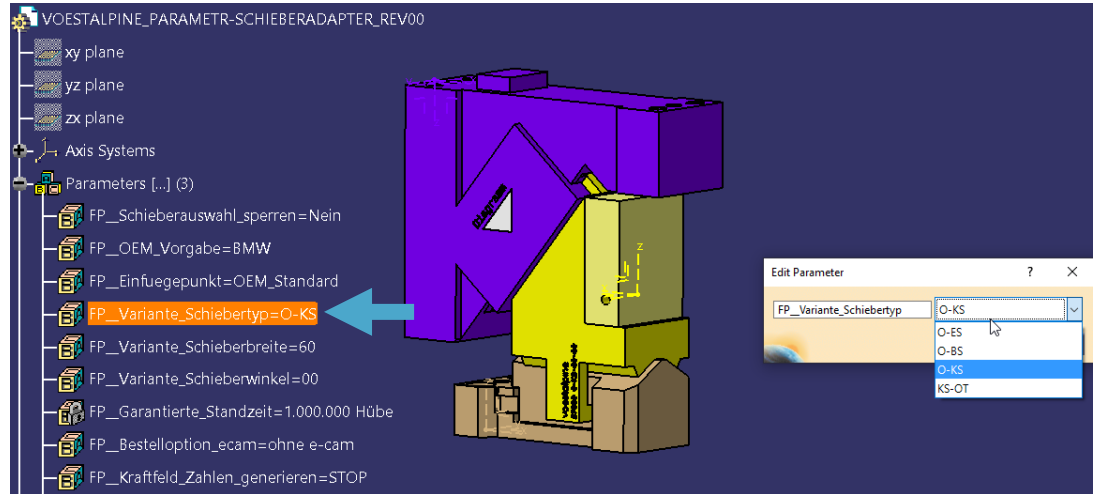 VOESTALPINE_PARAMETR-SCHIEBERADAPTER_REV00
xy plane
yz plane
zx plane
Axis Systems
Parameters [...] (3)
FP__Schieberauswahl_sperren=Nein
FP__OEM_Vorgabe=BMW
FP__Einfuegepunkt=OEM_Standard
FP__Variante_Schiebertyp=O-KS
FP__Variante_Schieberbreite=60
FP__Variante_Schieberwinkel=00
FP__Garantierte_Standzeit=1.000.000 Hübe
FP__Bestelloption_ecam=ohne e-cam
FP__Kraftfeld_Zahlen_generieren=STOP
Diagramm
z
y
voestalpine
Edit Parameter
?
FP__Variante_Schiebertyp
O-KS
O-ES
O-BS
O-KS
KS-OT